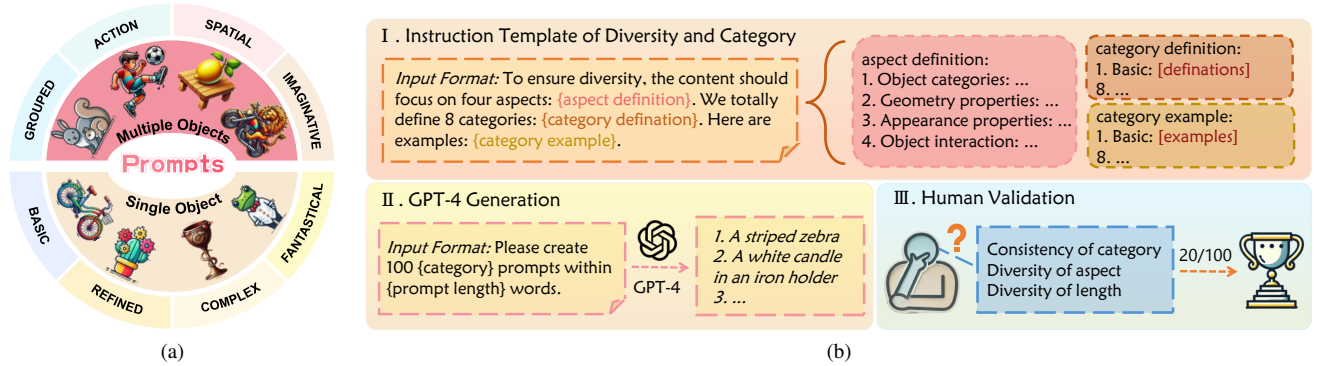 ACTION
SPATIAL
GROUPED
IMAGINATIVE
Multiple Objects
Prompts
Single Object
BASIC
FANTASTICAL
REFINED
COMPLEX
(a)
Ⅰ. Instruction Template of Diversity and Category
Input Format: To ensure diversity, the content should
focus on four aspects: {aspect definition}. We totally
define 8 categories: {category defination}. Here are
examples: {category example}.
aspect definition:
1. Object categories: ...
2. Geometry properties: ...
3. Appearance properties: ...
4. Object interaction: ...
category definition:
1. Basic: [definations]
8. ...
category example:
1. Basic: [examples]
8. ...
Ⅱ. GPT-4 Generation
Input Format: Please create
100 {category} prompts within
{prompt length} words.
GPT-4
1. A striped zebra
2. A white candle
in an iron holder
3. ...
Ⅲ. Human Validation
?
Consistency of category
Diversity of aspect
Diversity of length
20/100
(b)